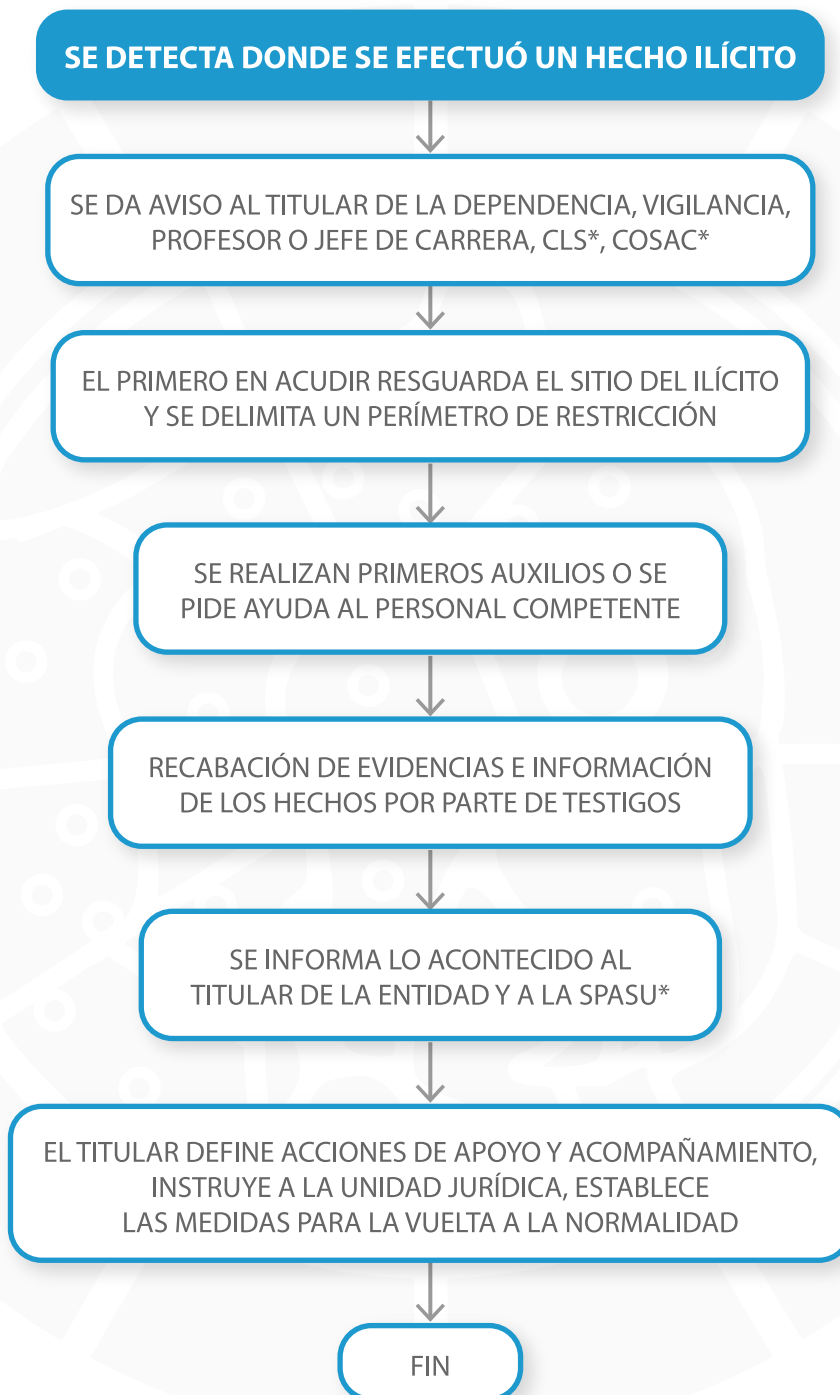 SE DETECTA DONDE SE EFECTUÓ UN HECHO ILÍCITO
SE DA AVISO AL TITULAR DE LA DEPENDENCIA, VIGILANCIA,
PROFESOR O JEFE DE CARRERA, CLS*, COSAC*
EL PRIMERO EN ACUDIR RESGUARDA EL SITIO DEL ILÍCITO
Y SE DELIMITA UN PERÍMETRO DE RESTRICCIÓN
SE REALIZAN PRIMEROS AUXILIOS O SE
PIDE AYUDA AL PERSONAL COMPETENTE
RECABACIÓN DE EVIDENCIAS E INFORMACIÓN
DE LOS HECHOS POR PARTE DE TESTIGOS
SE INFORMA LO ACONTECIDO AL
TITULAR DE LA ENTIDAD Y A LA SPASU*
EL TITULAR DEFINE ACCIONES DE APOYO Y ACOMPAÑAMIENTO,
INSTRUYE A LA UNIDAD JURÍDICA, ESTABLECE
LAS MEDIDAS PARA LA VUELTA A LA NORMALIDAD
FIN